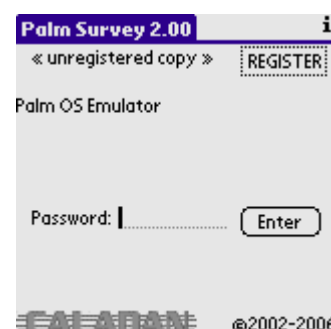 Palm Survey 2.00 i
« unregistered copy » REGISTER
Palm OS Emulator
Password: Enter
CALADAN ©2002-2006